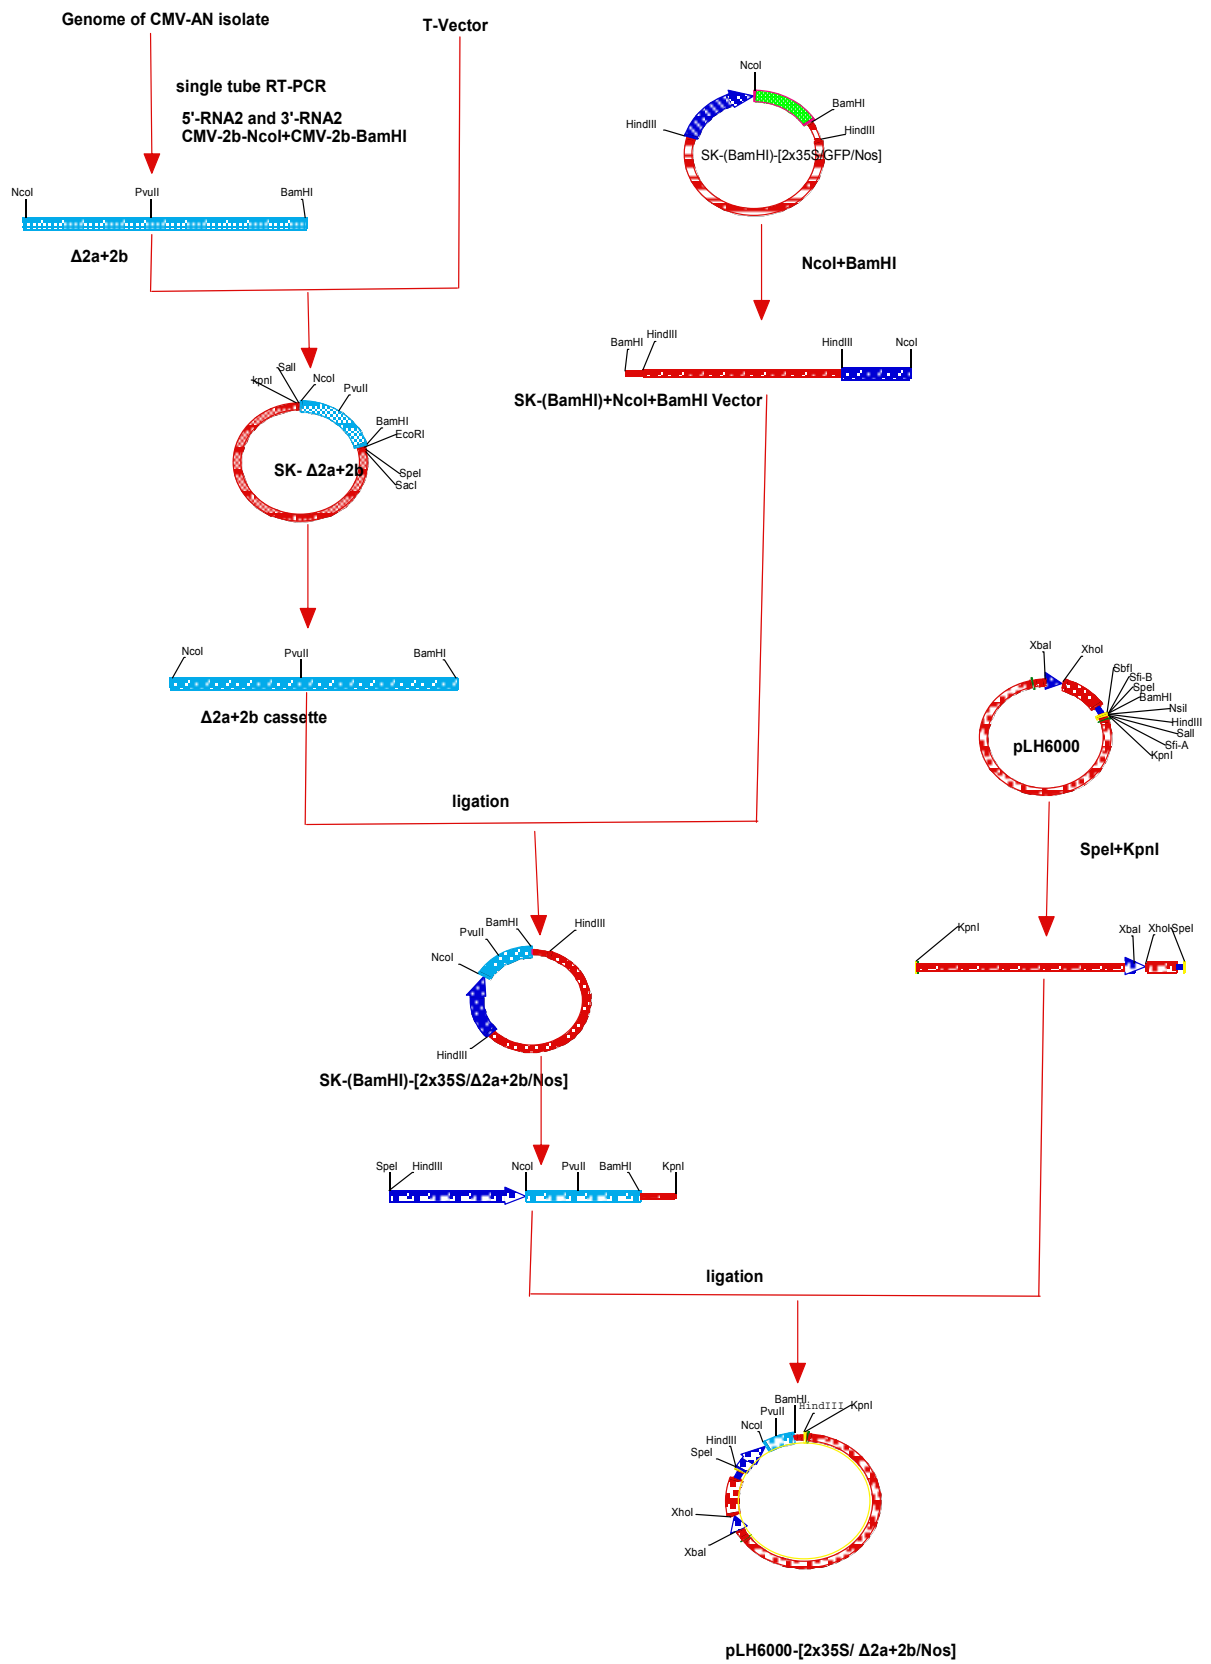 Genome of CMV-AN isolate
T-Vector
single tube RT-PCR
5'-RNA2 and 3'-RNA2
CMV-2b-NcoI+CMV-2b-BamHI
NcoI
PvuII
BamHI
Δ2a+2b
NcoI
BamHI
HindIII
HindIII
SK-(BamHI)-[2x35S/GFP/Nos]
NcoI+BamHI
BamHI
HindIII
HindIII
NcoI
SK-(BamHI)+NcoI+BamHI Vector
SalI
kpnI
NcoI
PvuII
BamHI
EcoRI
SK- Δ2a+2b
SpeI
SacI
NcoI
PvuII
BamHI
Δ2a+2b cassette
XbaI
XhoI
SbfI
Sfi-B
SpeI
BamHI
NsiI
HindIII
SalI
Sfi-A
KpnI
pLH6000
ligation
SpeI+KpnI
BamHI
HindIII
PvuII
NcoI
HindIII
SK-(BamHI)-[2x35S/Δ2a+2b/Nos]
KpnI
XbaI
XhoI
SpeI
SpeI
HindIII
NcoI
PvuII
BamHI
KpnI
ligation
BamHI
HindIII
KpnI
PvuII
NcoI
HindIII
SpeI
XhoI
XbaI
pLH6000-[2x35S/ Δ2a+2b/Nos]